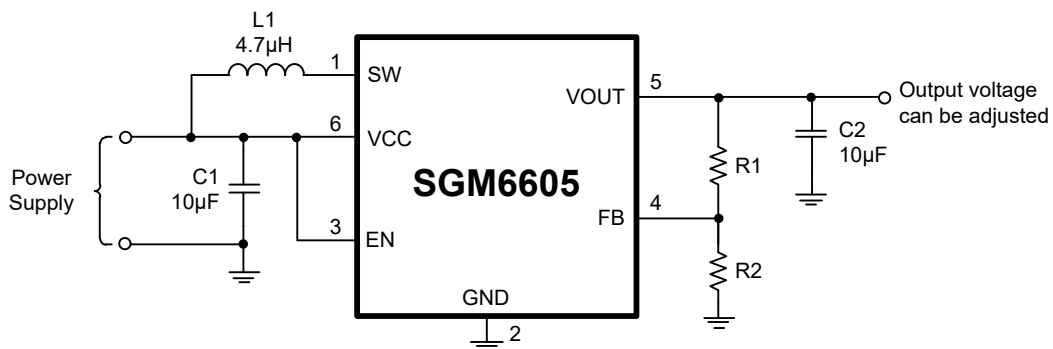 L1
4.7µH
1
SW
VOUT
5
Output voltage
can be adjusted
6
VCC
C2
10µF
R1
Power
Supply
C1
10µF
SGM6605
3
EN
FB
4
R2
GND
2